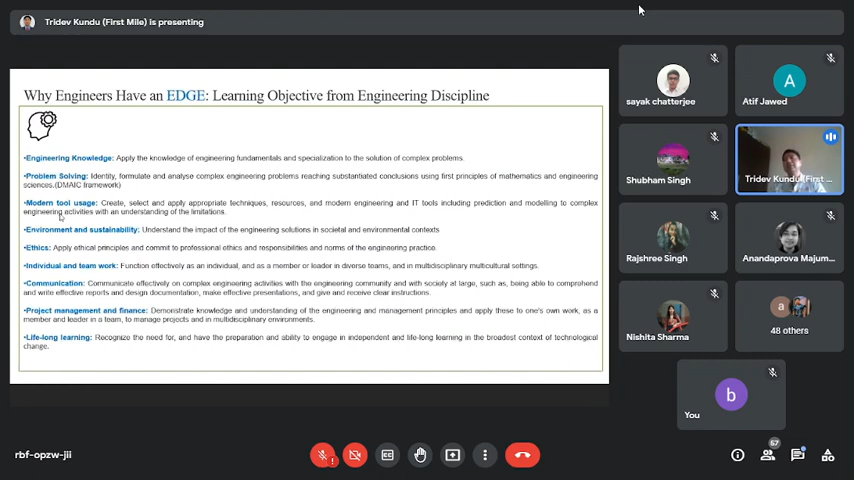 Tridev Kundu (First Mile) is presenting
Why Engineers Have an EDGE: Learning Objective from Engineering Discipline
•Engineering Knowledge: Apply the knowledge of engineering fundamentals and specialization to the solution of complex problems.
•Problem Solving: Identify, formulate and analyse complex engineering problems reaching substantiated conclusions using first principles of mathematics and engineering
sciences.(DMAIC framework)
•Modern tool usage: Create, select and apply appropriate techniques, resources, and modern engineering and IT tools including prediction and modelling to complex
engineering activities with an understanding of the limitations.
•Environment and sustainability: Understand the impact of the engineering solutions in societal and environmental contexts
•Ethics: Apply ethical principles and commit to professional ethics and responsibilities and norms of the engineering practice.
•Individual and team work: Function effectively as an individual, and as a member or leader in diverse teams, and in multidisciplinary multicultural settings.
•Communication: Communicate effectively on complex engineering activities with the engineering community and with society at large, such as, being able to comprehend
and write effective reports and design documentation, make effective presentations, and give and receive clear instructions.
•Project management and finance: Demonstrate knowledge and understanding of the engineering and management principles and apply these to one's own work, as a
member and leader in a team, to manage projects and in multidisciplinary environments.
•Life-long learning: Recognize the need for, and have the preparation and ability to engage in independent and life-long learning in the broadest context of technological
change.
sayak chatterjee
A
Atif Jawed
Shubham Singh
Tridev Kundu (First ...
Rajshree Singh
Anandaprova Majum...
Nishita Sharma
a
48 others
b
You
rbf-opzw-jii
CC
67